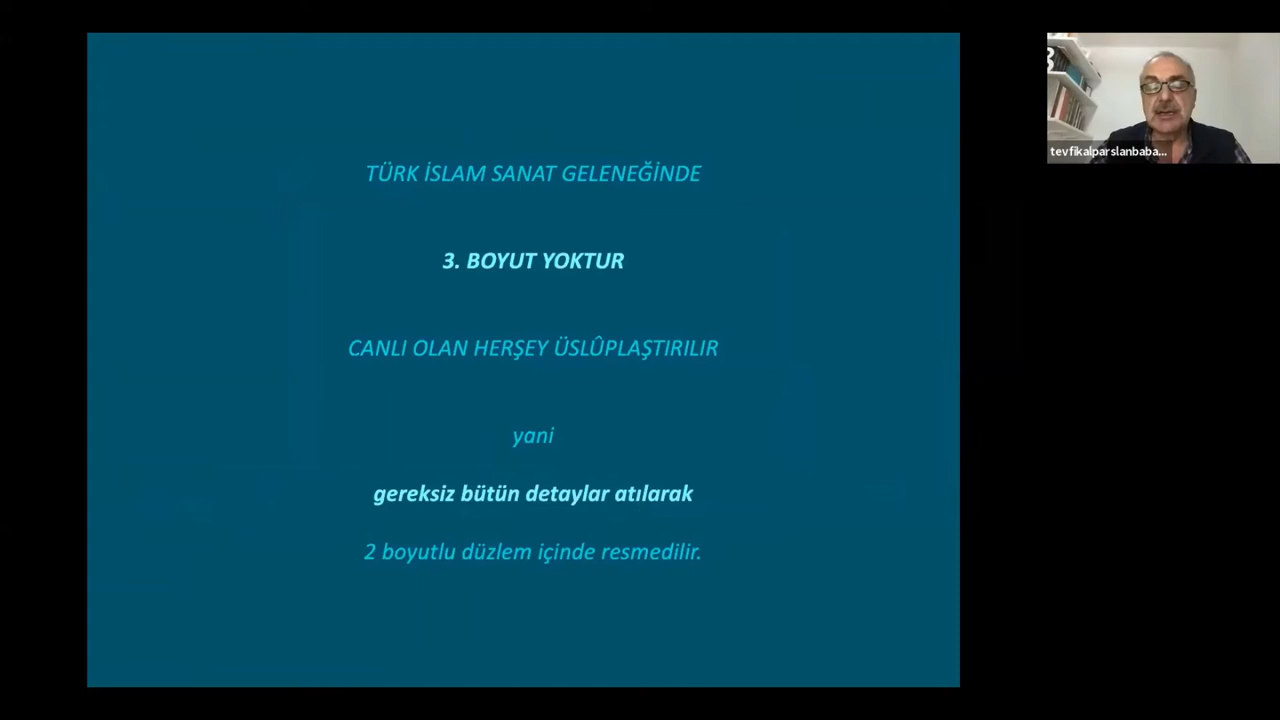 TÜRK İSLAM SANAT GELENEĞİNDE
3. BOYUT YOKTUR
CANLI OLAN HERŞEY ÜSLÛPLAŞTIRILIR
yani
gereksiz bütün detaylar atılarak
2 boyutlu düzlem içinde resmedilir.
tevfikalparslanbaba...